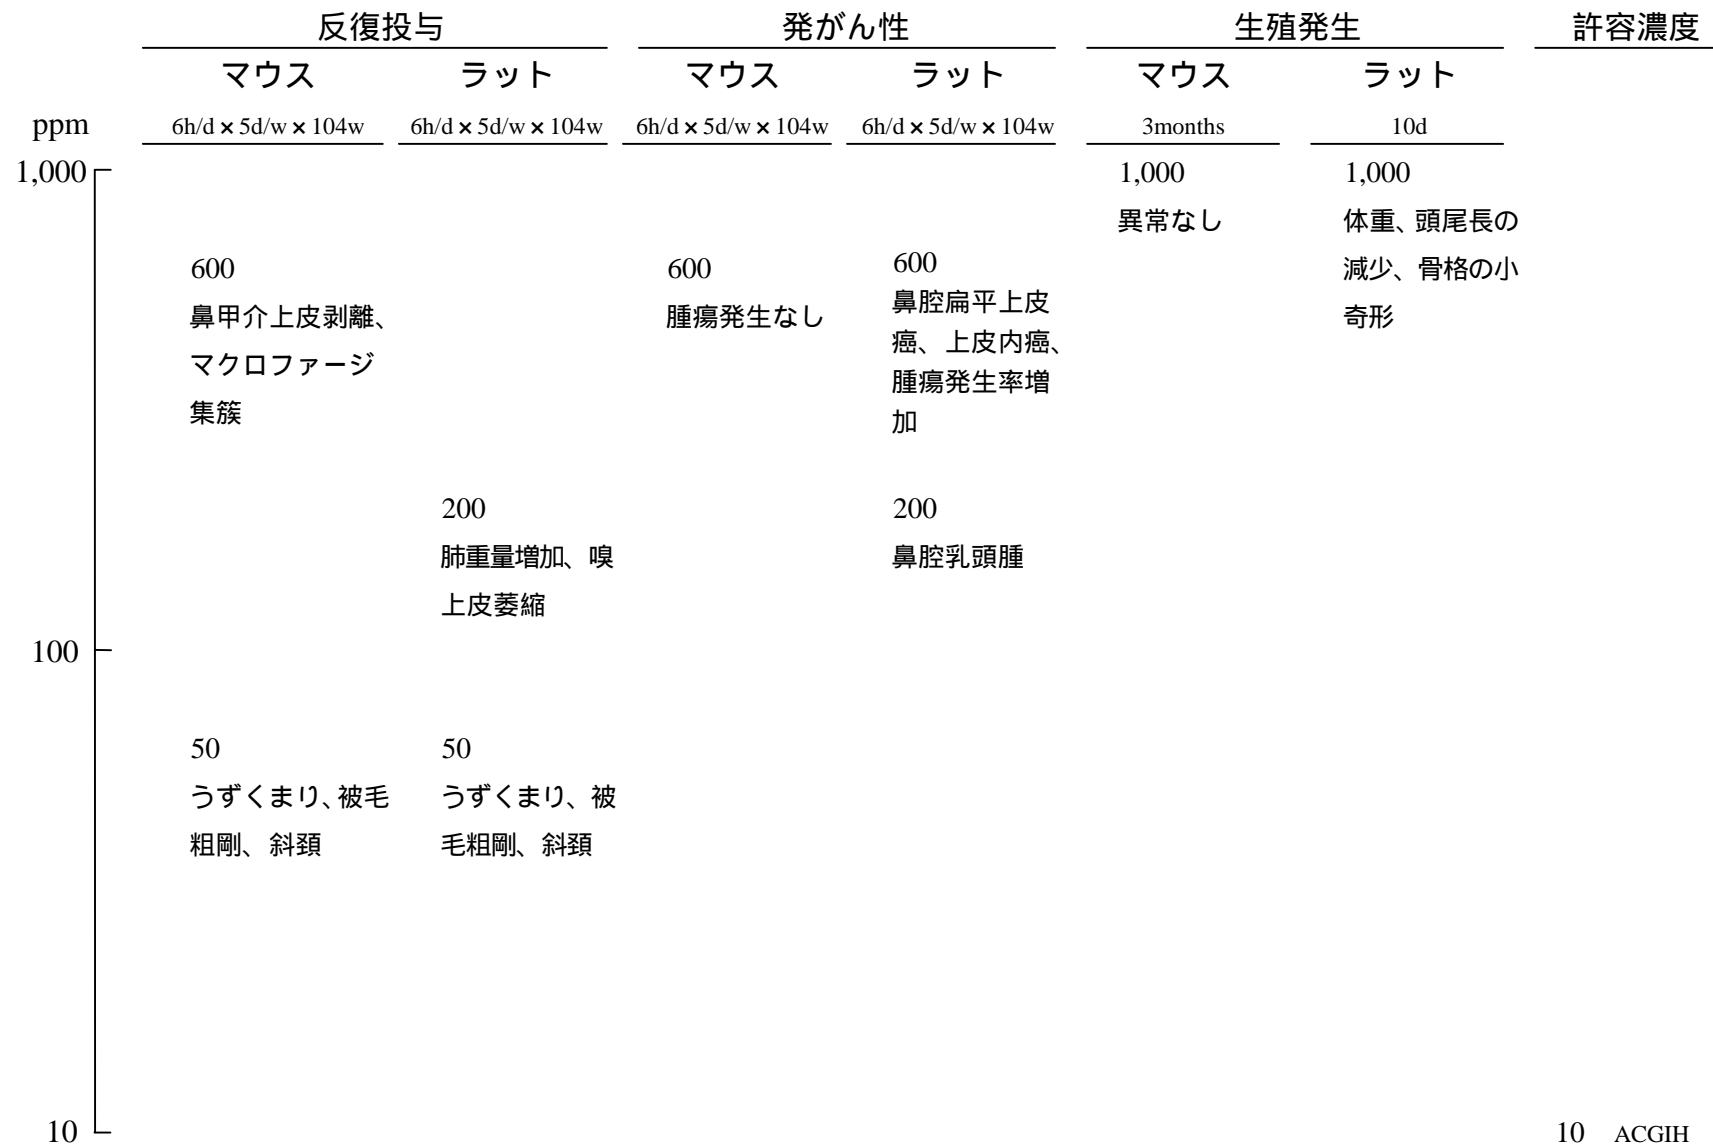 反復投与 発がん性 生殖発生 許容濃度
マウス ラット マウス ラット マウス ラット
ppm 6h/d×5d/w×104w 6h/d×5d/w×104w 6h/d×5d/w×104w 6h/d×5d/w×104w 3months 10d
1,000
1,000
異常なし
1,000
体重、頭尾長の
減少、骨格の小
奇形
600
鼻甲介上皮剥離、
マクロファージ
集簇
600
腫瘍発生なし
600
鼻腔扁平上皮
癌、上皮内癌、
腫瘍発生率増
加
200
肺重量増加、嗅
上皮萎縮
200
鼻腔乳頭腫
100
50
うずくまり、被毛
粗剛、斜頚
50
うずくまり、被
毛粗剛、斜頚
10
10 ACGIH